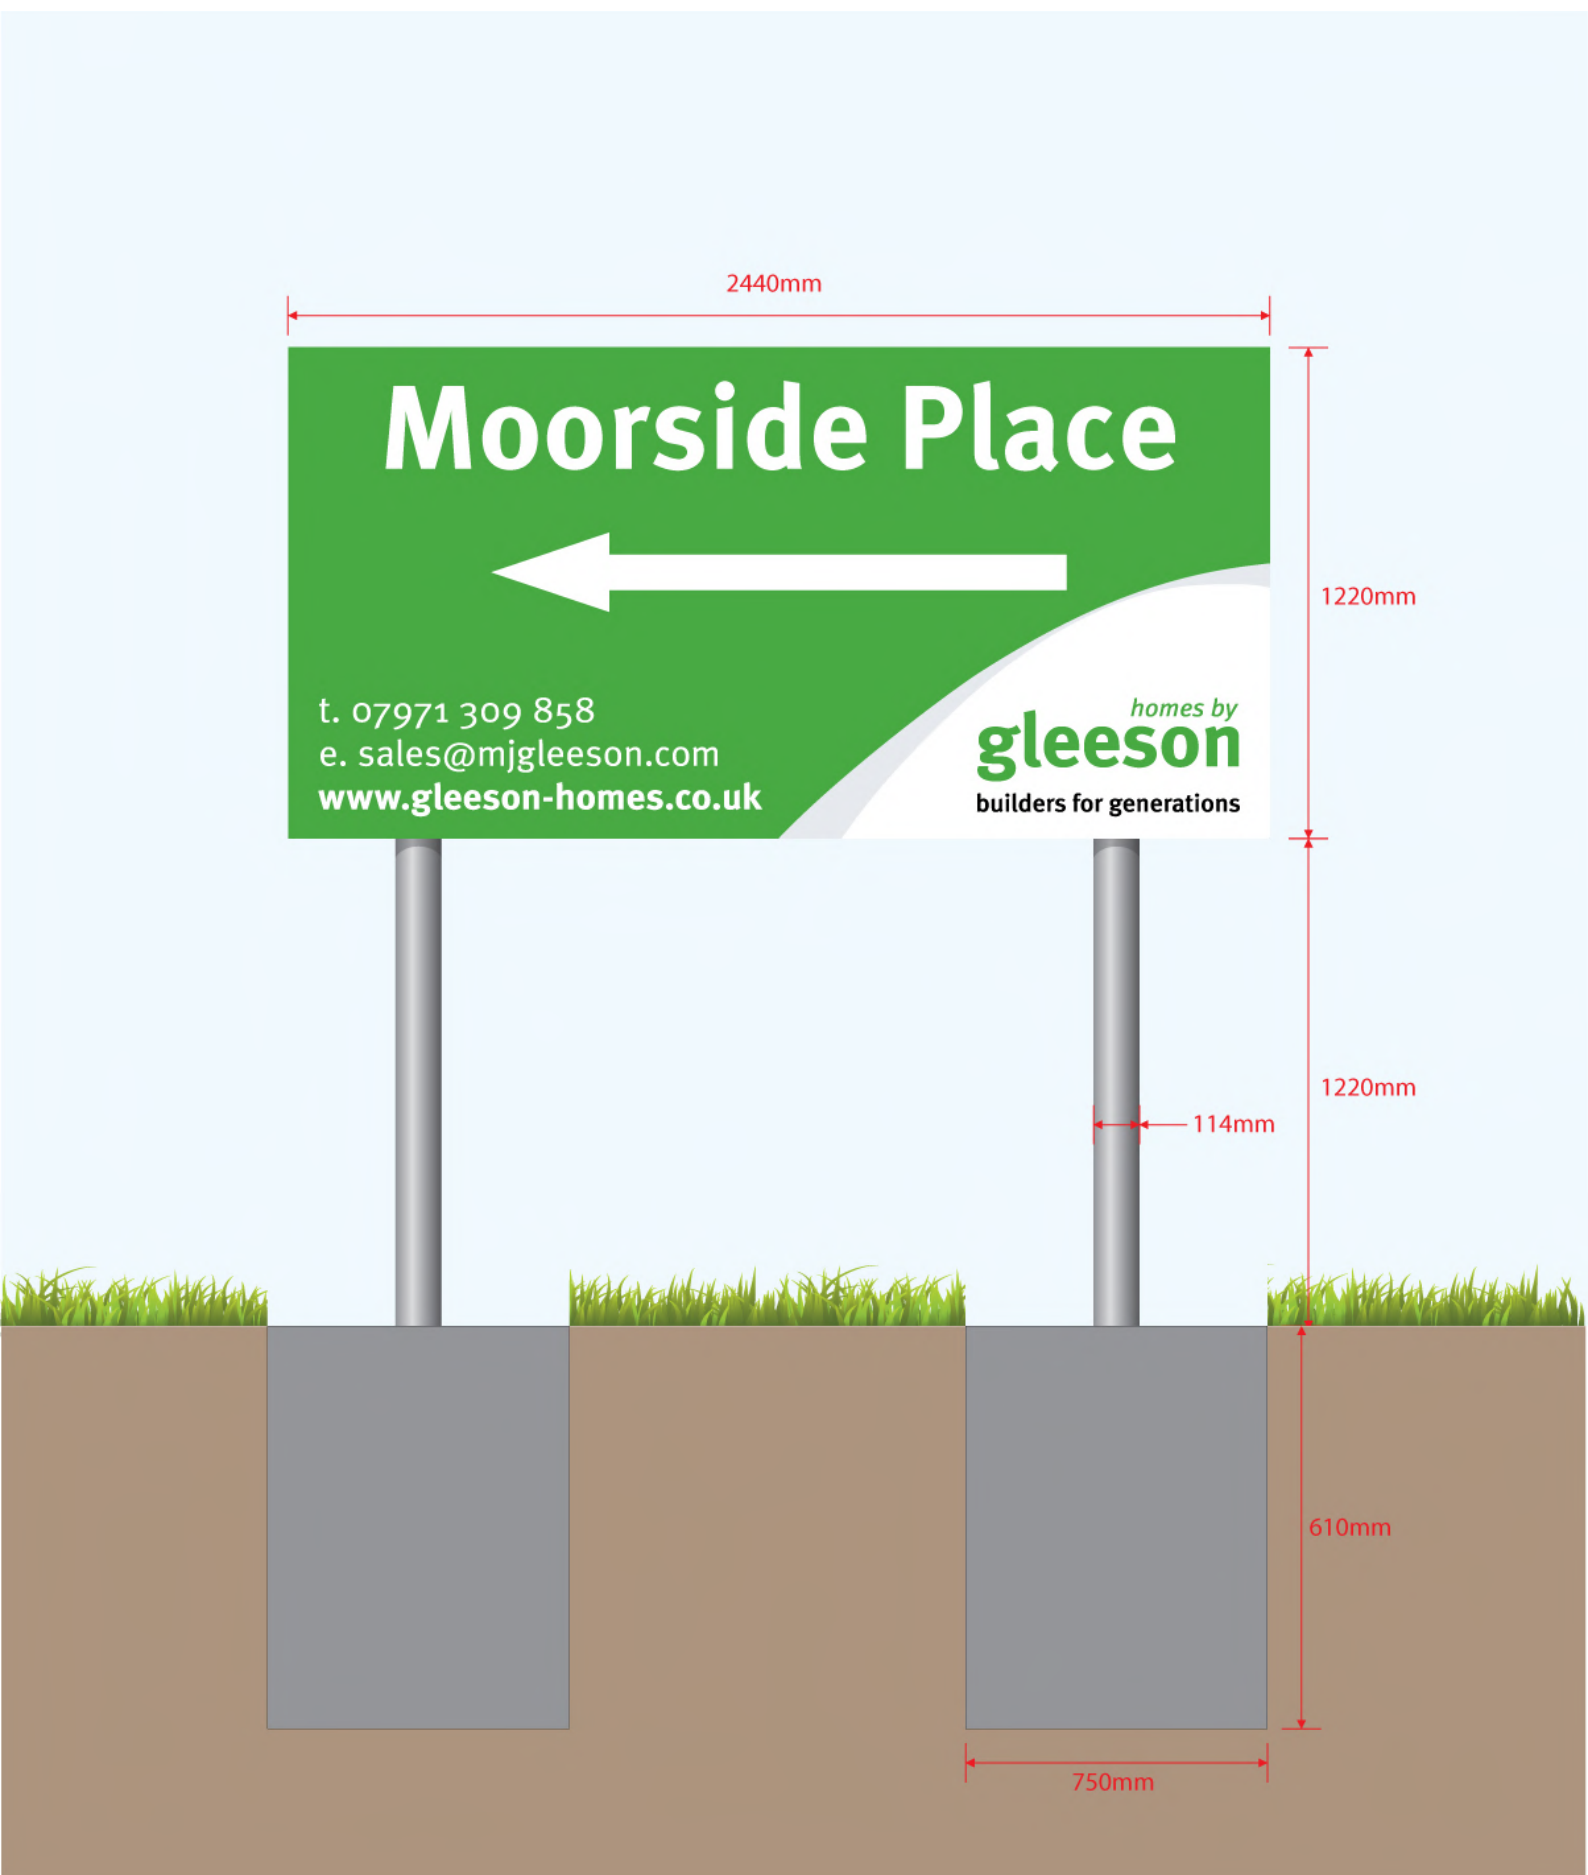 2440mm
Moorside Place
1220mm
t. 07971 309 858
e. sales@mjgleeson.com
www.gleeson-homes.co.uk
homes by
gleeson
builders for generations
1220mm
114mm
610mm
750mm